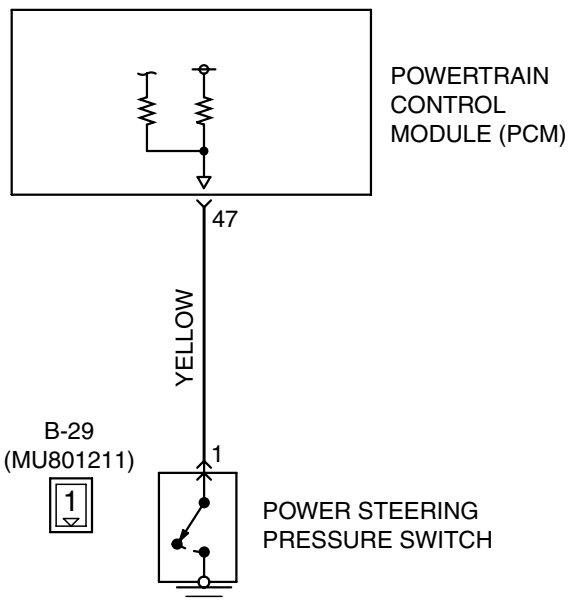 POWERTRAIN
CONTROL
MODULE (PCM)
47
YELLOW
B-29
(MU801211)
1
1
POWER STEERING
PRESSURE SWITCH